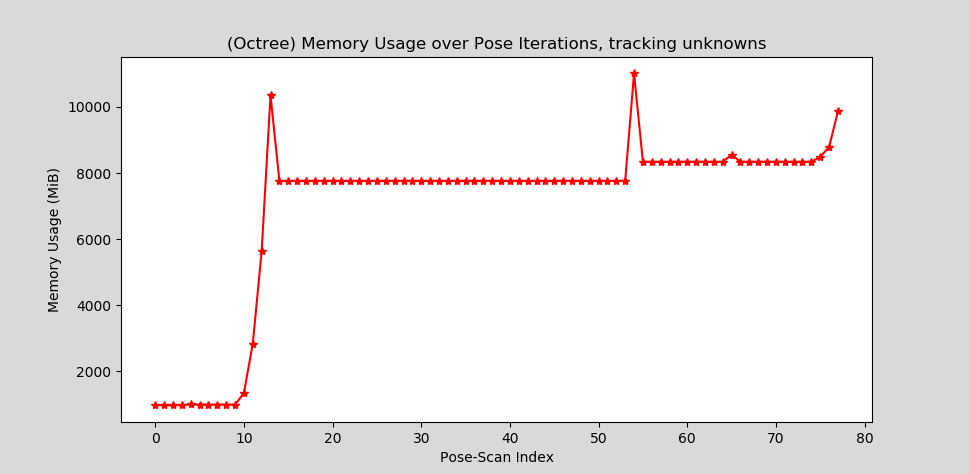 (Octree) Memory Usage over Pose Iterations, tracking unknowns
Memory Usage (MiB)
10000
8000
6000
4000
2000
0 10 20 30 40 50 60 70 80
Pose-Scan Index